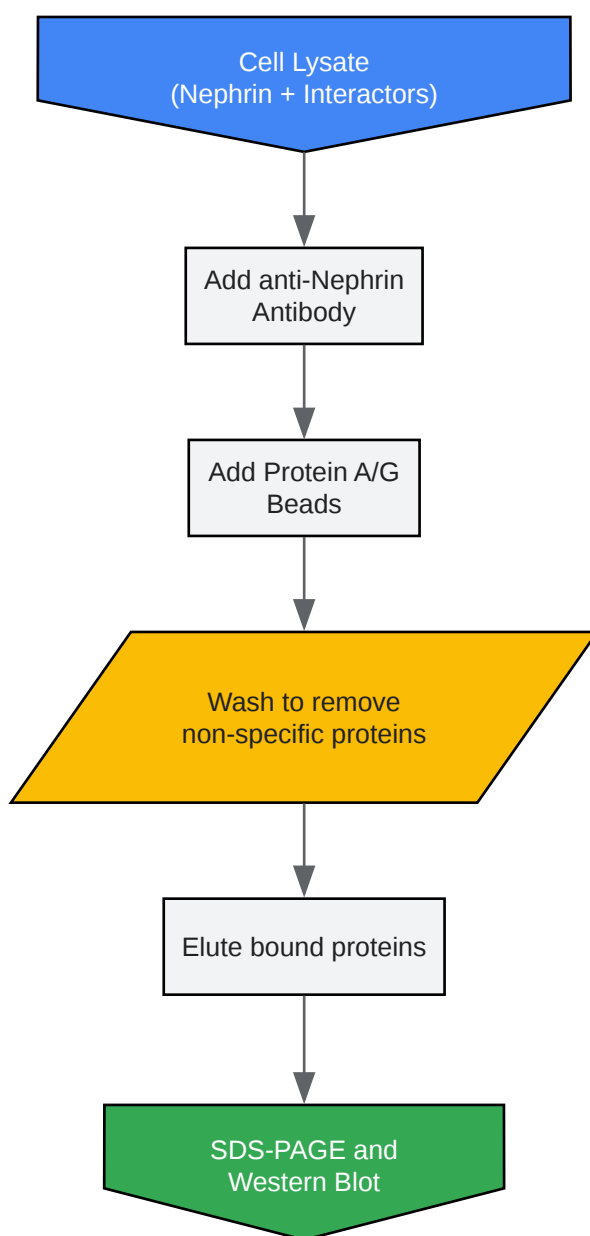 Cell Lysate
(Nephrin + Interactors)
Add anti-Nephrin
Antibody
Add Protein A/G
Beads
Wash to remove
non-specific proteins
Elute bound proteins
SDS-PAGE and
Western Blot